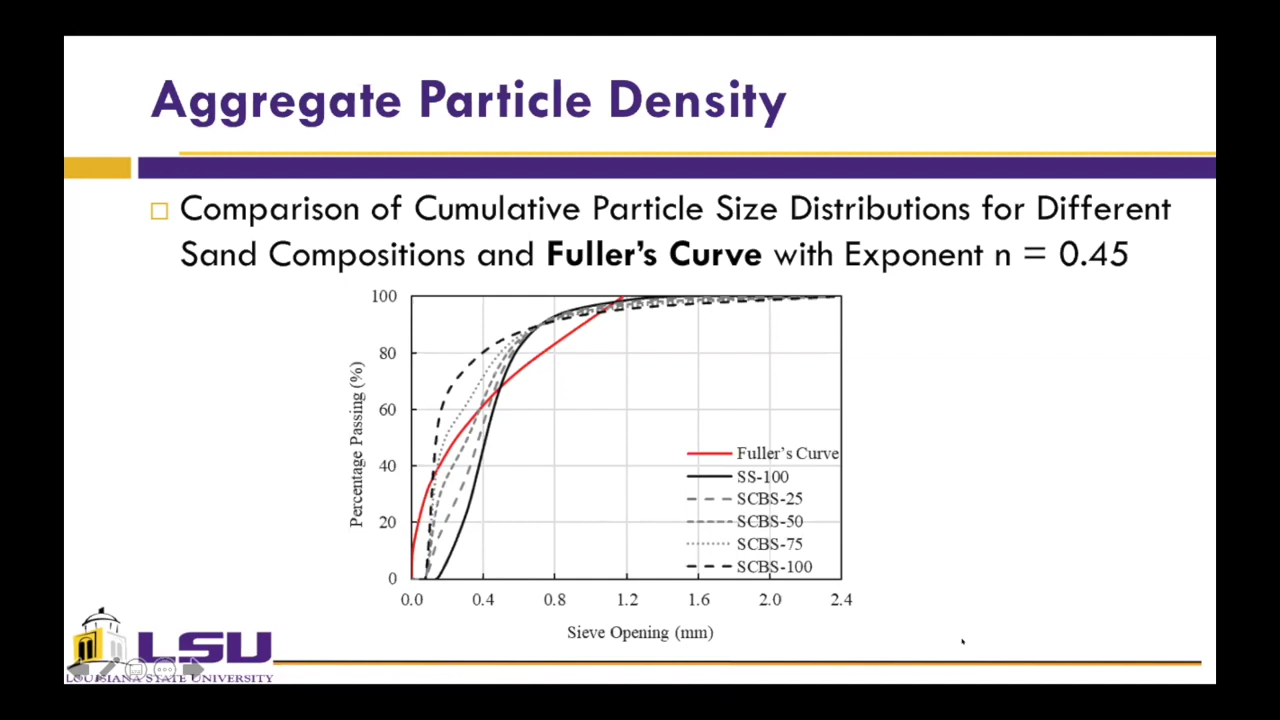 Aggregate Particle Density
Comparison of Cumulative Particle Size Distributions for Different
Sand Compositions and Fuller's Curve with Exponent n = 0.45
Percentage Passing (%)
100
80
60
40
20
0
Fuller's Curve
SS-100
SCBS-25
SCBS-50
SCBS-75
SCBS-100
0.0 0.4 0.8 1.2 1.6 2.0 2.4
Sieve Opening (mm)
LSU
LOUISIANA STATE UNIVERSITY